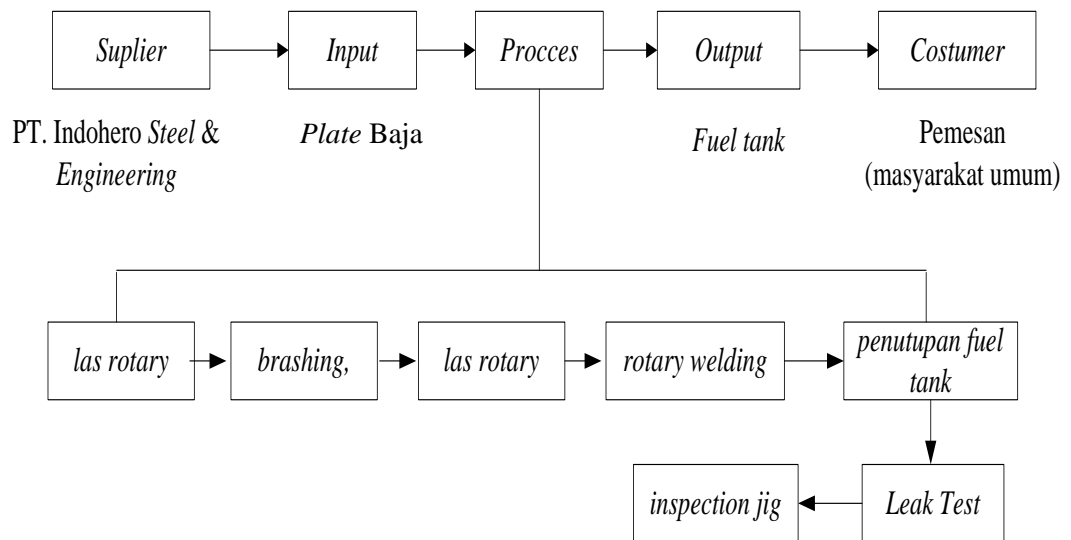 Suplier
Input
Procces
Output
Costumer
PT. Indohero Steel &
Engineering
Plate Baja
Fuel tank
Pemesan
(masyarakat umum)
las rotary
brashing,
las rotary
rotary welding
penutupan fuel
tank
inspection jig
Leak Test